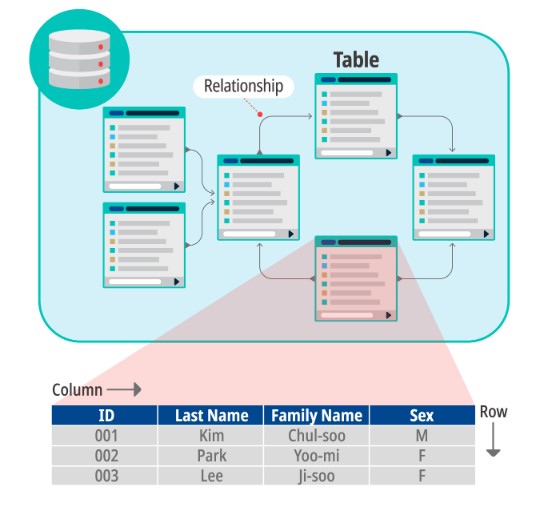 Table
Relationship
Column
Row
ID Last Name Family Name Sex
001 Kim Chul-soo M
002 Park Yoo-mi F
003 Lee Ji-soo F